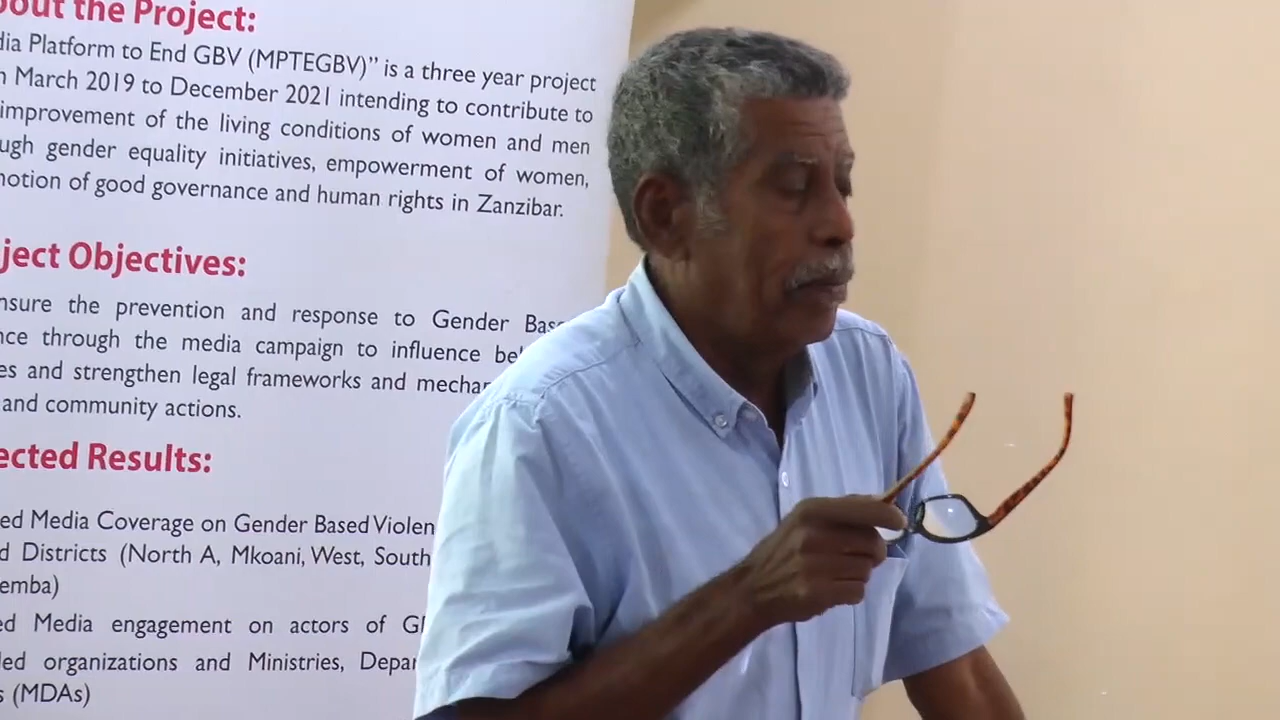 out the Project:
dia Platform to End GBV (MPTEGBV)" is a three year project
March 2019 to December 2021 intending to contribute to
improvement of the living conditions of women and men
ugh gender equality initiatives, empowerment of women,
notion of good governance and human rights in Zanzibar.
ject Objectives:
nsure the prevention and response to Gender Bas
nce through the media campaign to influence be
es and strengthen legal frameworks and mechan
and community actions.
ected Results:
ed Media Coverage on Gender Based Violen
d Districts (North A, Mkoani, West, South
emba)
ed Media engagement on actors of G
led organizations and Ministries, Depar
s (MDAs)